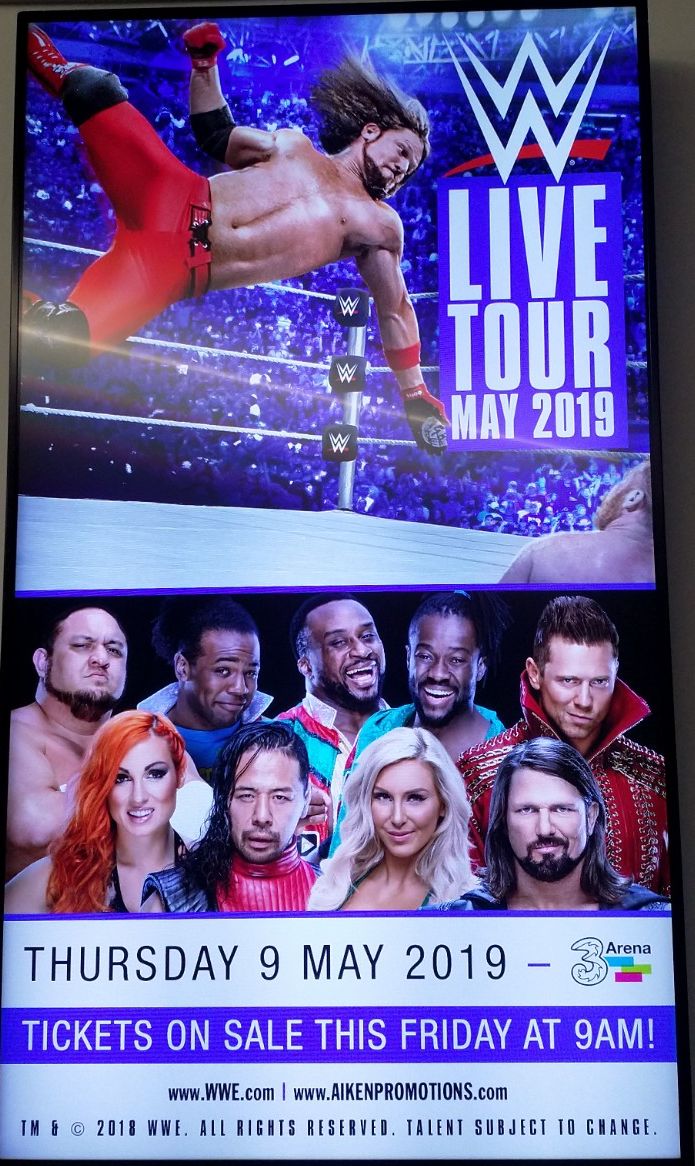 W
LIVE
TOUR
MAY 2019
W
W
W
THURSDAY 9 MAY 2019 – 3 Arena
TICKETS ON SALE THIS FRIDAY AT 9AM!
www.WWE.com | www.AIKENPROMOTIONS.com
TM & © 2018 WWE. ALL RIGHTS RESERVED. TALENT SUBJECT TO CHANGE.